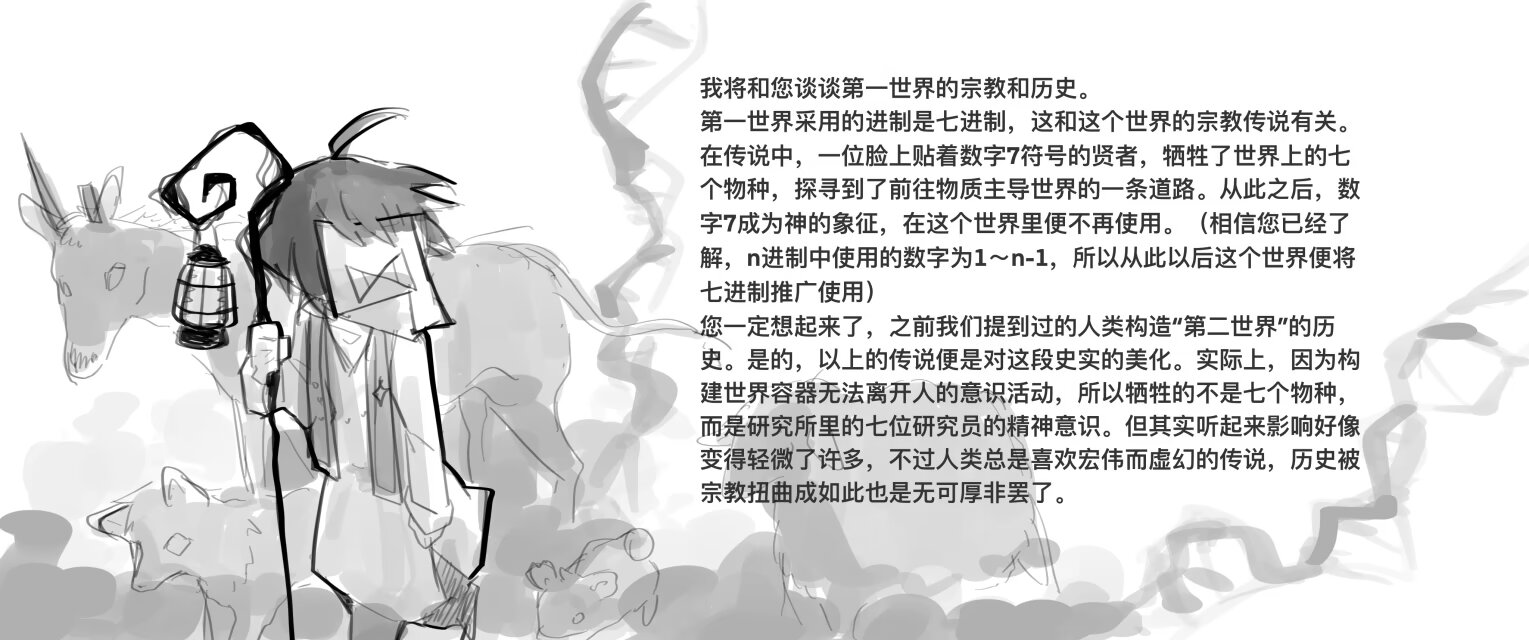 我将和您谈谈第一世界的宗教和历史。
第一世界采用的进制是七进制，这和这个世界的宗教传说有关。
在传说中，一位脸上贴着数字7符号的贤者，牺牲了世界上的七
个物种，探寻到了前往物质主导世界的一条道路。从此之后，数
字7成为神的象征，在这个世界里便不再使用。（相信您已经了
解，n进制中使用的数字为1～n-1，所以从此以后这个世界便将
七进制推广使用）
您一定想起来了，之前我们提到过的人类构造“第二世界”的历
史。是的，以上的传说便是对这段史实的美化。实际上，因为构
建世界容器无法离开人的意识活动，所以牺牲的不是七个物种，
而是研究所里的七位研究员的精神意识。但其实听起来影响好像
变得轻微了许多，不过人类总是喜欢宏伟而虚幻的传说，历史被
宗教扭曲成如此也是无可厚非罢了。